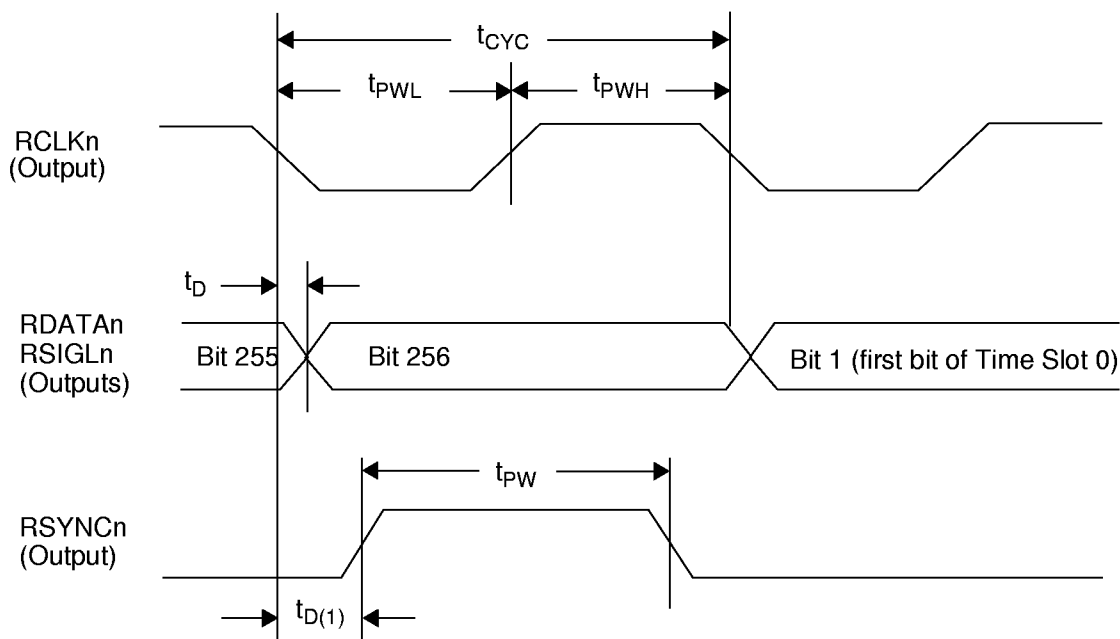 tCYC
tPWL
tPWH
RCLKn
(Output)
tD
RDATAn
RSIGLn
(Outputs)
Bit 255
Bit 256
Bit 1 (first bit of Time Slot 0)
tPW
RSYNCn
(Output)
tD(1)